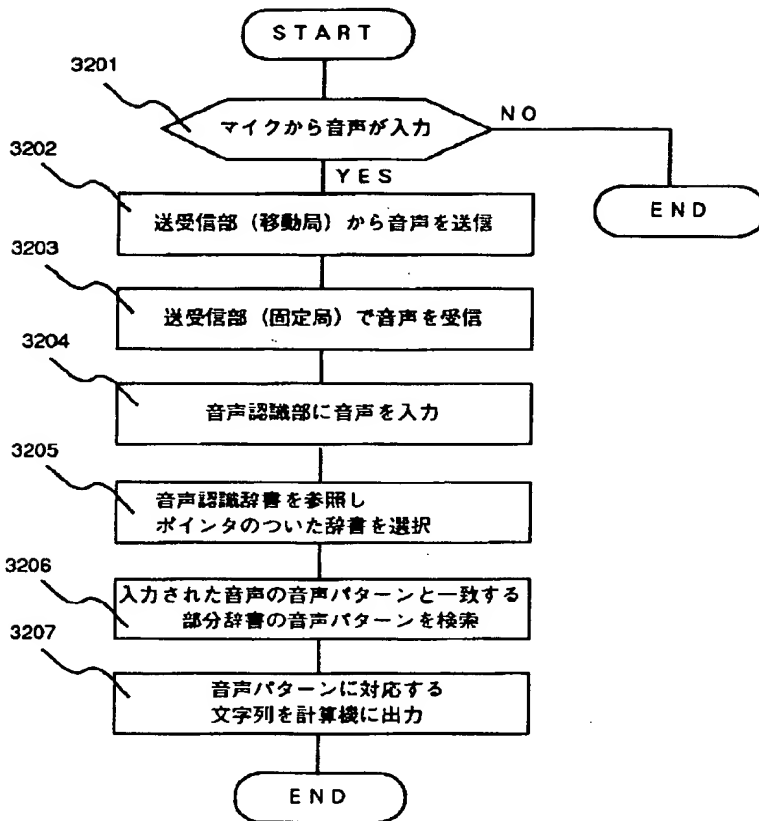 START
3201
マイクから音声が入力
NO
3202
YES
END
送受信部（移動局）から音声を送信
3203
送受信部（固定局）で音声を受信
3204
音声認識部に音声を入力
3205
音声認識辞書を参照し
ポインタのついた辞書を選択
3206
入力された音声の音声パターンと一致する
部分辞書の音声パターンを検索
3207
音声パターンに対応する
文字列を計算機に出力
END